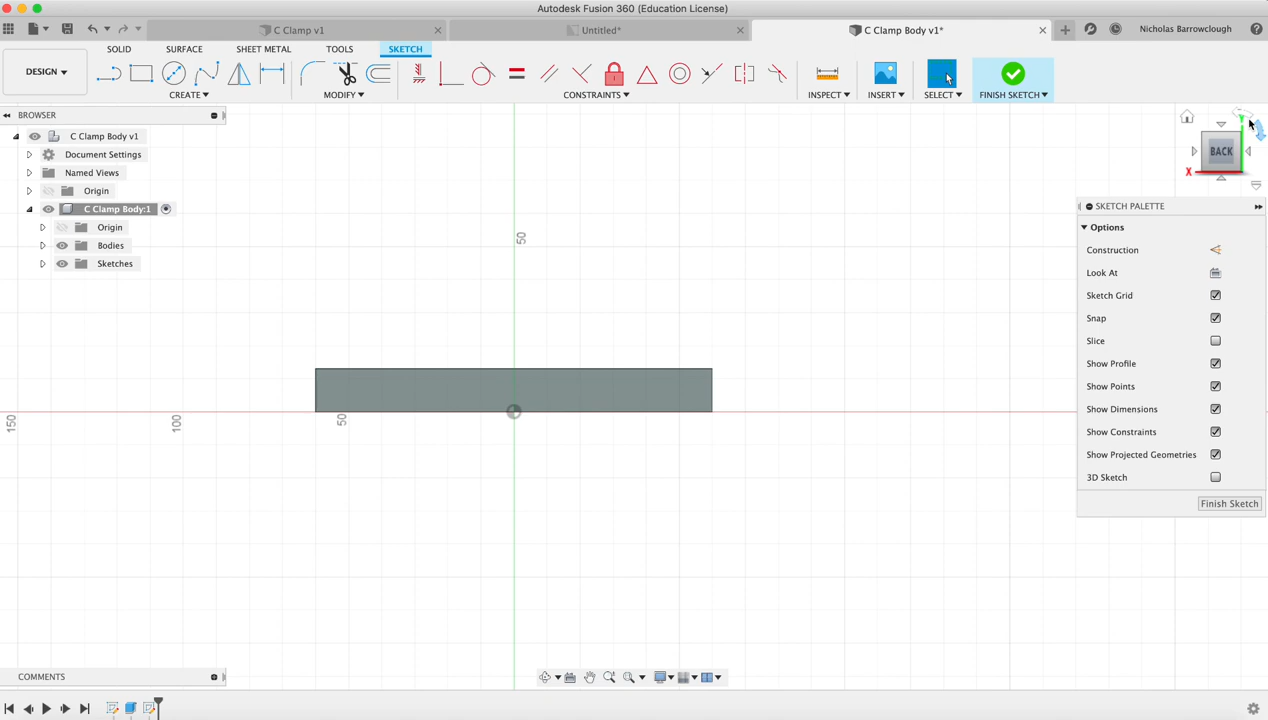 Autodesk Fusion 360 (Education License)
C Clamp v1
Untitled*
C Clamp Body v1*
Nicholas Barrowclough
DESIGN
SOLID
SURFACE
SHEET METAL
TOOLS
SKETCH
CREATE
MODIFY
CONSTRAINTS
INSPECT
INSERT
SELECT
FINISH SKETCH
BROWSER
C Clamp Body v1
Document Settings
Named Views
Origin
C Clamp Body:1
Origin
Bodies
Sketches
50
150
100
50
Y
BACK
X
SKETCH PALETTE
Options
Construction
Look At
Sketch Grid
Snap
Slice
Show Profile
Show Points
Show Dimensions
Show Constraints
Show Projected Geometries
3D Sketch
Finish Sketch
COMMENTS